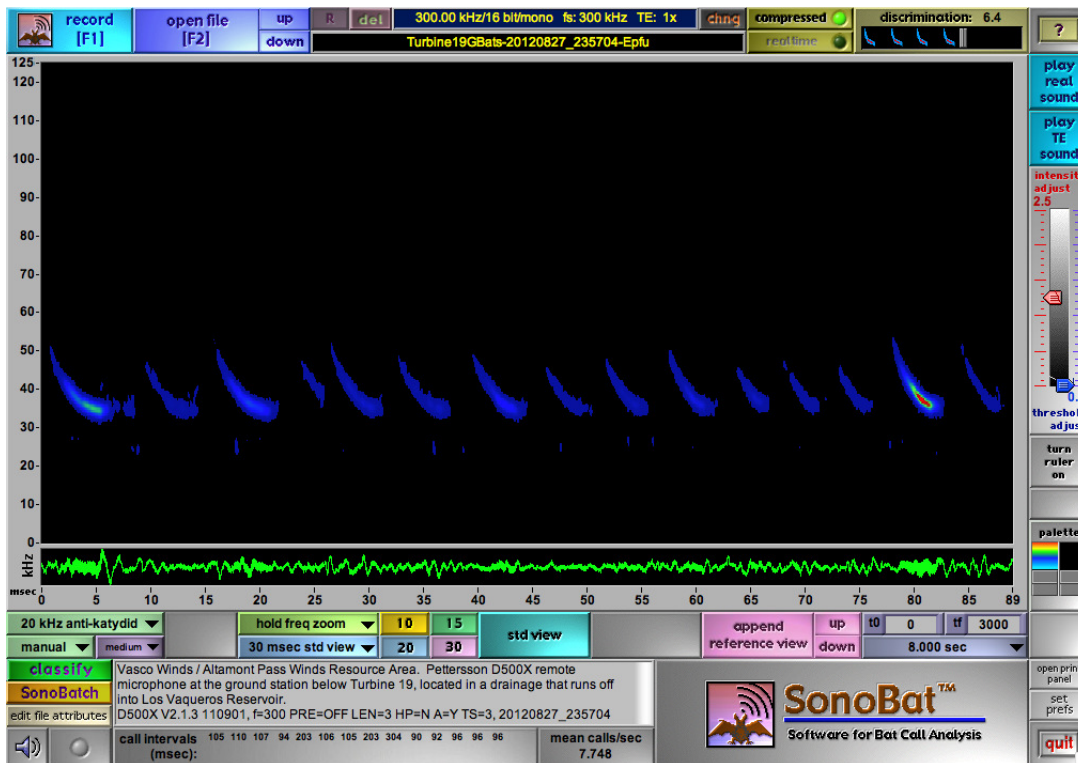 record
[F1]
open file
[F2]
up
down
R
del
300.00 kHz/16 bit/mono fs: 300 kHz TE: 1x
chng
Turbine19GBats-20120827_235704-Epfu
compressed
realtime
discrimination: 6.4
?
play
real
sound
play
TE
sound
intensit
adjust
2.5
0.
threshol
adjus
turn
ruler
on
palette
125-
120-
110-
100-
90-
80-
70-
60-
50-
40-
30-
20-
10-
0-
kHz
msec
0 5 10 15 20 25 30 35 40 45 50 55 60 65 70 75 80 85 89
20 kHz anti-katydid
manual
medium
hold freq zoom
10
15
30 msec std view
20
30
std view
append
reference view
up
down
t0
0
tf
3000
8.000 sec
classify
SonoBatch
edit file attributes
Vasco Winds / Altamont Pass Winds Resource Area. Pettersson D500X remote
microphone at the ground station below Turbine 19, located in a drainage that runs off
into Los Vaqueros Reservoir.
D500X V2.1.3 110901, f=300 PRE=OFF LEN=3 HP=N A=Y TS=3, 20120827_235704
call intervals
(msec):
105 110 107 94 203 106 105 203 304 90 92 96 96 96
mean calls/sec
7.748
SonoBat™
Software for Bat Call Analysis
open print
panel
set
prefs
quit